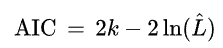 AIC = 2k − 2 ln(L̂)